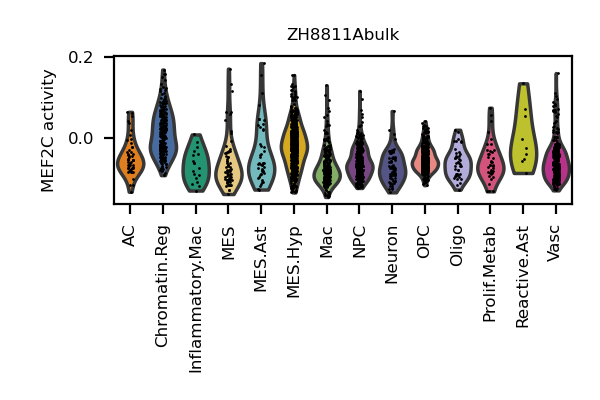 ZH8811Abulk
MEF2C activity
0.2
0.0
AC
Chromatin.Reg
Inflammatory.Mac
MES
MES.Ast
MES.Hyp
Mac
NPC
Neuron
OPC
Oligo
Prolif.Metab
Reactive.Ast
Vasc